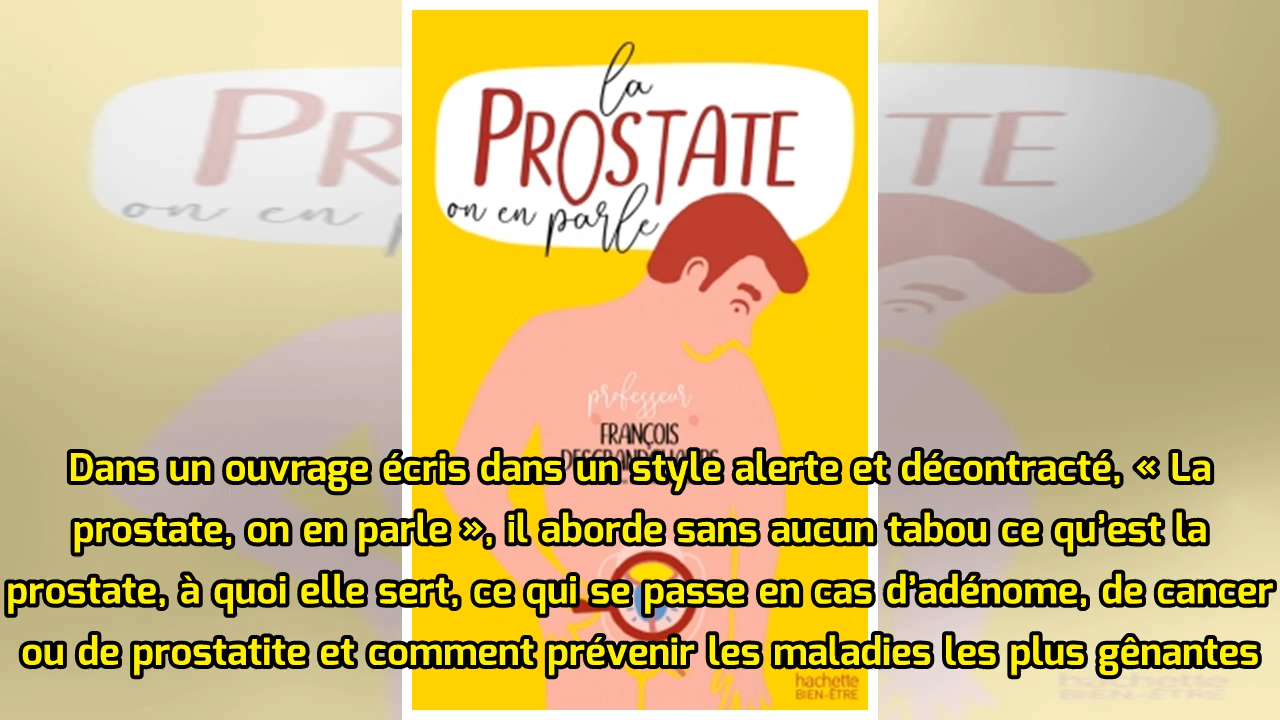 la
PROSTATE
on en parle
professeur
FRANÇOIS
DESGRANDCHAMPS
Dans un ouvrage écris dans un style alerte et décontracté, « La
prostate, on en parle », il aborde sans aucun tabou ce qu’est la
prostate, à quoi elle sert, ce qui se passe en cas d’adénome, de cancer
ou de prostatite et comment prévenir les maladies les plus gênantes
hachette
BIEN-ÊTRE